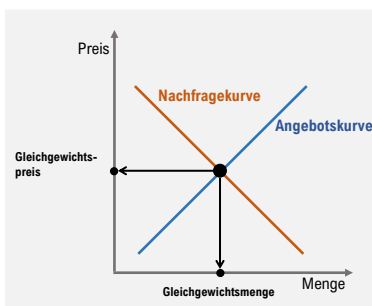 Preis
Nachfragekurve
Angebotskurve
Gleichgewichts-
preis
Gleichgewichtsmenge
Menge